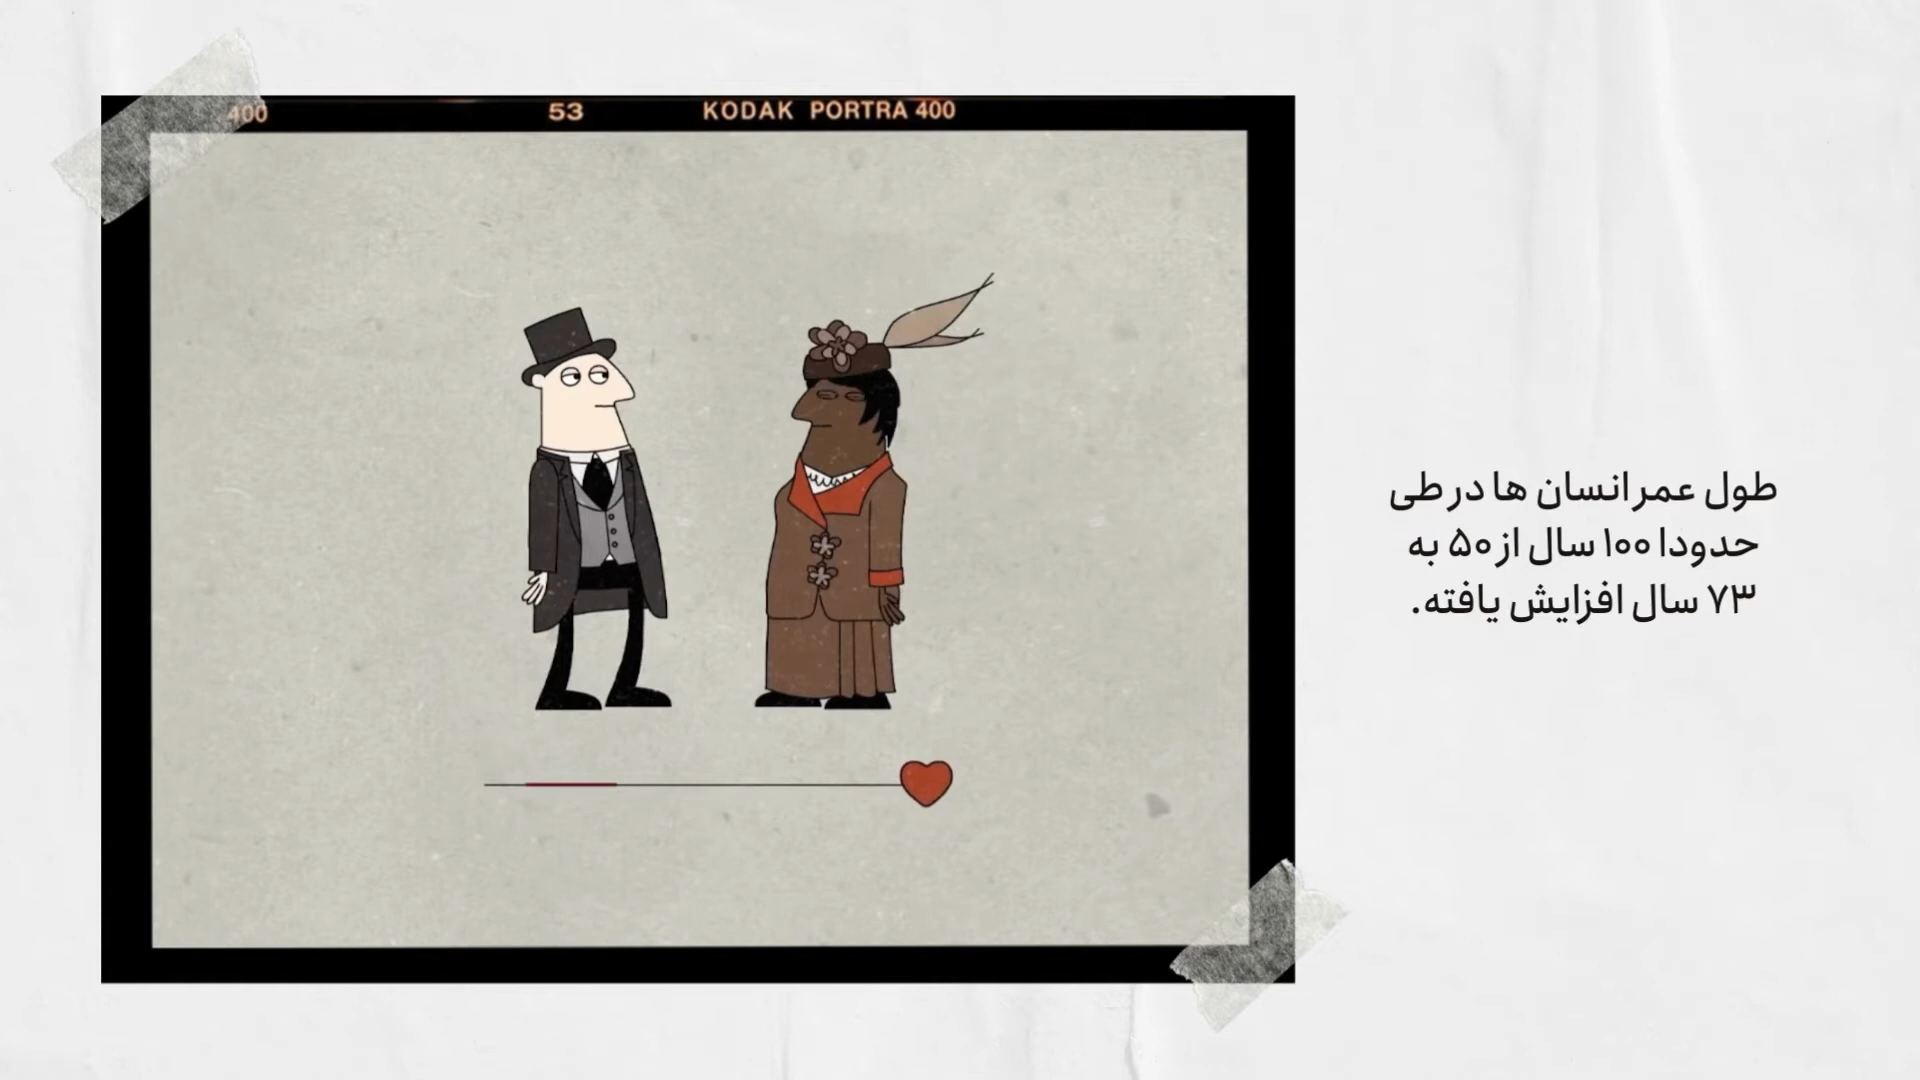 400 53 KODAK PORTRA 400
طول عمر انسان ها در طی
حدودا ۱۰۰ سال از ۵۰ به
۷۳ سال افزایش یافته.